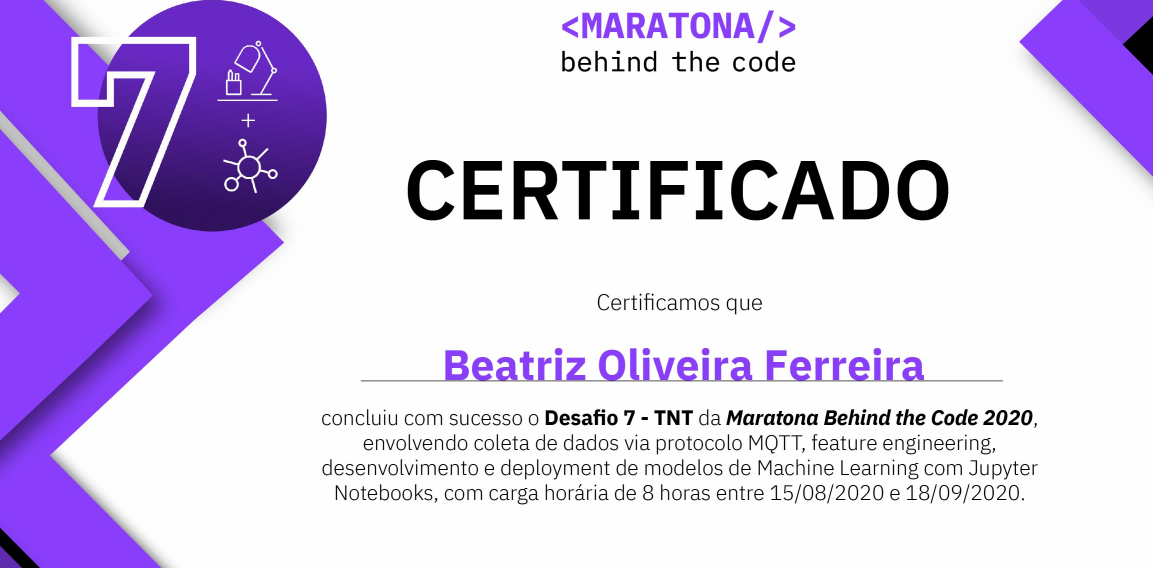 <MARATONA/>
behind the code
7
+
CERTIFICADO
Certificamos que
Beatriz Oliveira Ferreira
concluiu com sucesso o Desafio 7 - TNT da Maratona Behind the Code 2020,
envolvendo coleta de dados via protocolo MQTT, feature engineering,
desenvolvimento e deployment de modelos de Machine Learning com Jupyter
Notebooks, com carga horária de 8 horas entre 15/08/2020 e 18/09/2020.